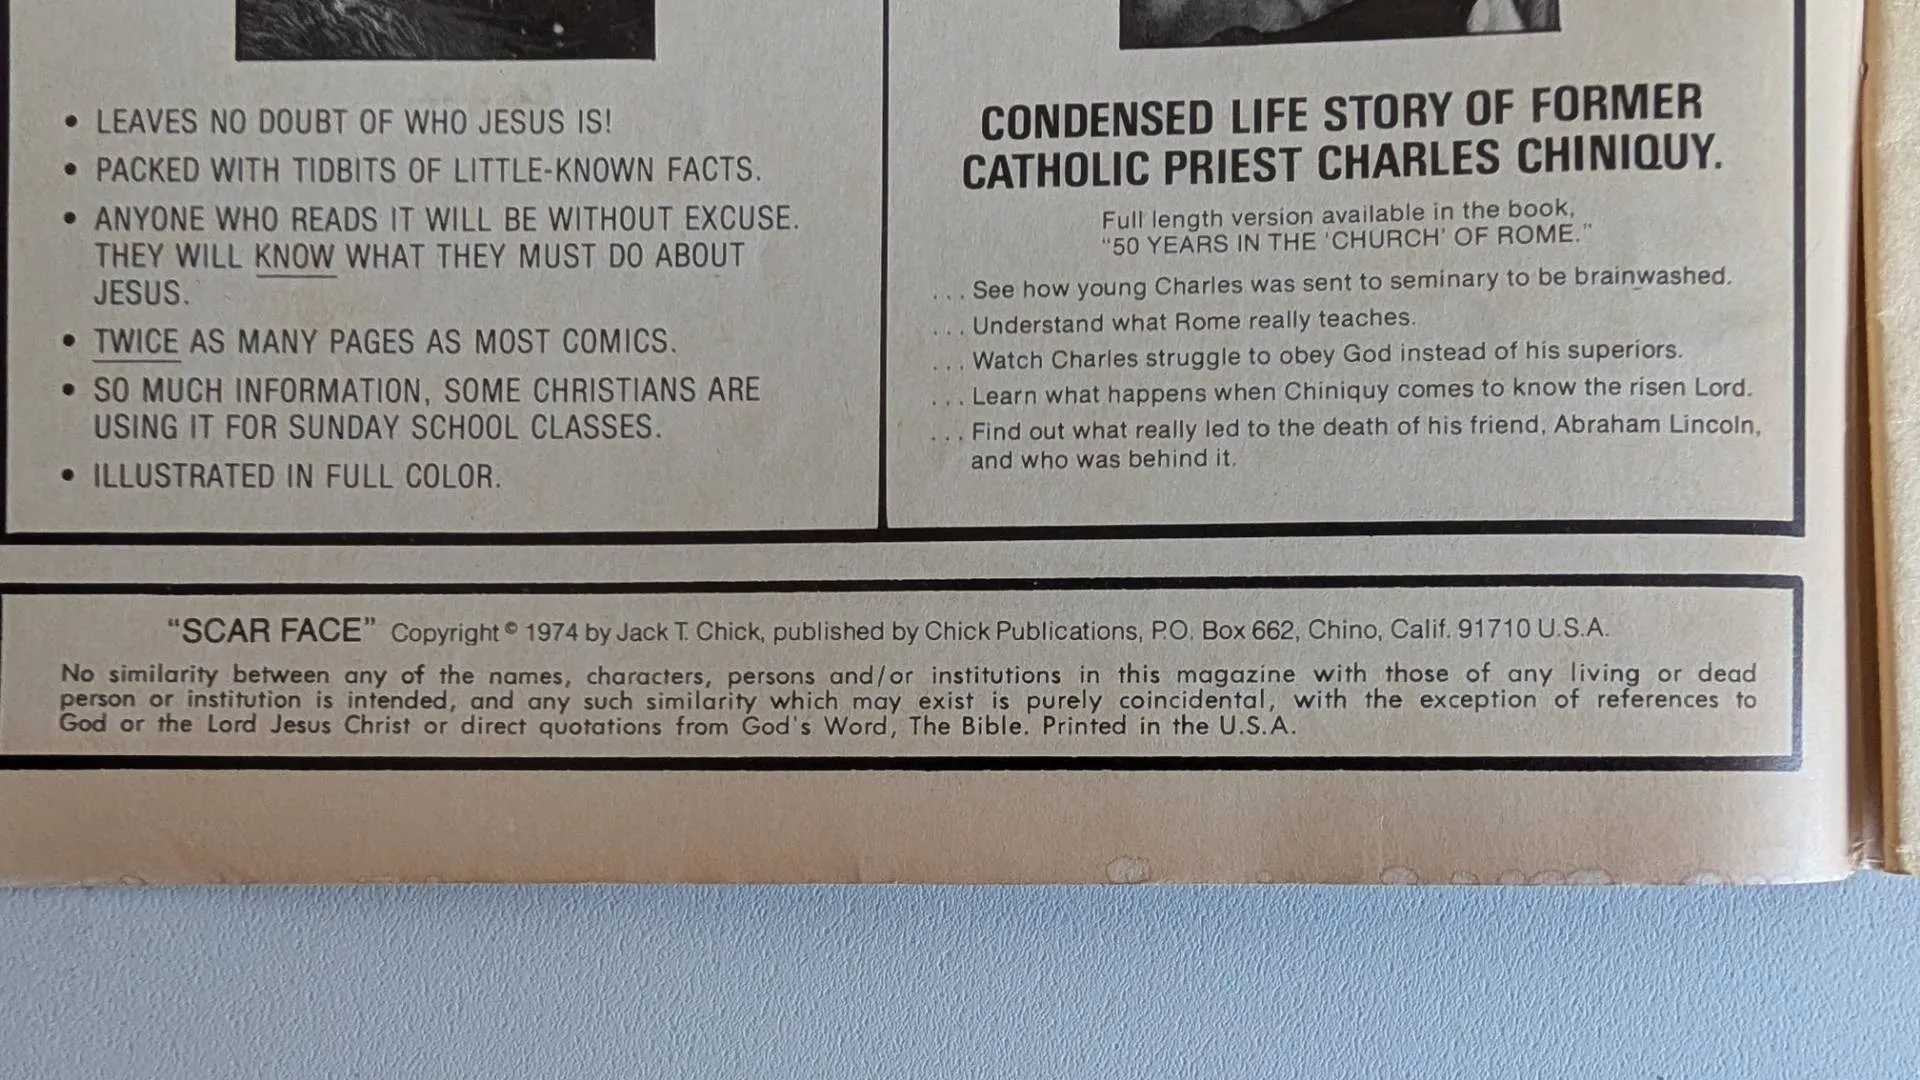 • LEAVES NO DOUBT OF WHO JESUS IS!
• PACKED WITH TIDBITS OF LITTLE-KNOWN FACTS.
• ANYONE WHO READS IT WILL BE WITHOUT EXCUSE.
THEY WILL KNOW WHAT THEY MUST DO ABOUT
JESUS.
• TWICE AS MANY PAGES AS MOST COMICS.
• SO MUCH INFORMATION, SOME CHRISTIANS ARE
USING IT FOR SUNDAY SCHOOL CLASSES.
• ILLUSTRATED IN FULL COLOR.
CONDENSED LIFE STORY OF FORMER
CATHOLIC PRIEST CHARLES CHINIQUY.
Full length version available in the book,
“50 YEARS IN THE ‘CHURCH’ OF ROME.”
. . . See how young Charles was sent to seminary to be brainwashed.
. . . Understand what Rome really teaches.
. . . Watch Charles struggle to obey God instead of his superiors.
. . . Learn what happens when Chiniquy comes to know the risen Lord.
. . . Find out what really led to the death of his friend, Abraham Lincoln,
and who was behind it.
“SCAR FACE” Copyright © 1974 by Jack T. Chick, published by Chick Publications, P.O. Box 662, Chino, Calif. 91710 U.S.A.
No similarity between any of the names, characters, persons and/or institutions in this magazine with those of any living or dead
person or institution is intended, and any such similarity which may exist is purely coincidental, with the exception of references to
God or the Lord Jesus Christ or direct quotations from God's Word, The Bible. Printed in the U.S.A.